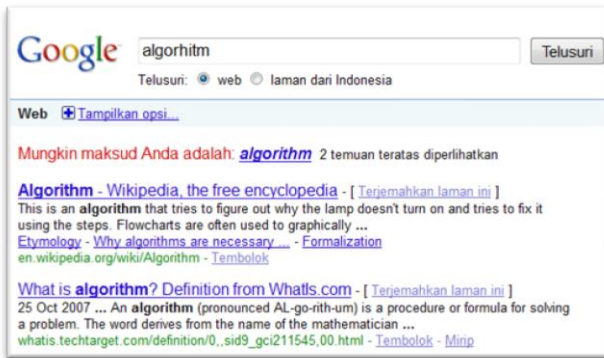 Google algorhitm Telusuri
Telusuri: web laman dari Indonesia
Web Tampilkan opsi...
Mungkin maksud Anda adalah: algorithm 2 temuan teratas diperlihatkan
Algorithm - Wikipedia, the free encyclopedia - [ Terjemahkan laman ini ]
This is an algorithm that tries to figure out why the lamp doesn't turn on and tries to fix it
using the steps. Flowcharts are often used to graphically ...
Etymology - Why algorithms are necessary ... - Formalization
en.wikipedia.org/wiki/Algorithm - Tembolok
What is algorithm? Definition from WhatIs.com - [ Terjemahkan laman ini ]
25 Oct 2007 ... An algorithm (pronounced AL-go-rith-um) is a procedure or formula for solving
a problem. The word derives from the name of the mathematician ...
whatis.techtarget.com/definition/0,,sid9_gci211545,00.html - Tembolok - Mirip